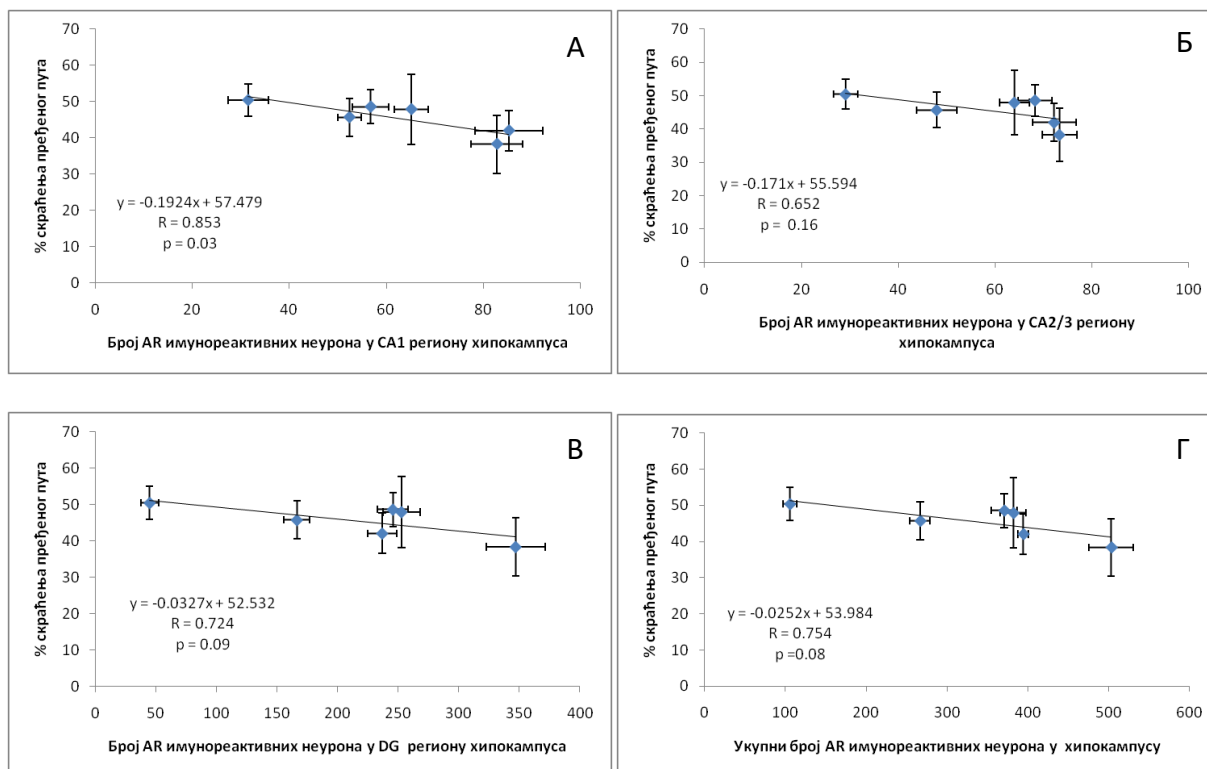 А
% скраћења пређеног пута
70
60
50
40
30
20
10
0
y = -0.1924x + 57.479
R = 0.853
p = 0.03
0 20 40 60 80 100
Број AR имунореактивних неурона у CA1 региону хипокампуса
Б
% скраћења пређеног пута
70
60
50
40
30
20
10
0
y = -0.171x + 55.594
R = 0.652
p = 0.16
0 20 40 60 80 100
Број AR имунореактивних неурона у CA2/3 региону
хипокампуса
В
% скраћења пређеног пута
70
60
50
40
30
20
10
0
y = -0.0327x + 52.532
R = 0.724
p = 0.09
0 50 100 150 200 250 300 350 400
Број AR имунореактивних неурона у DG региону хипокампуса
Г
% скраћења пређеног пута
70
60
50
40
30
20
10
0
y = -0.0252x + 53.984
R = 0.754
p =0.08
0 100 200 300 400 500 600
Укупни број AR имунореактивних неурона у хипокампусу